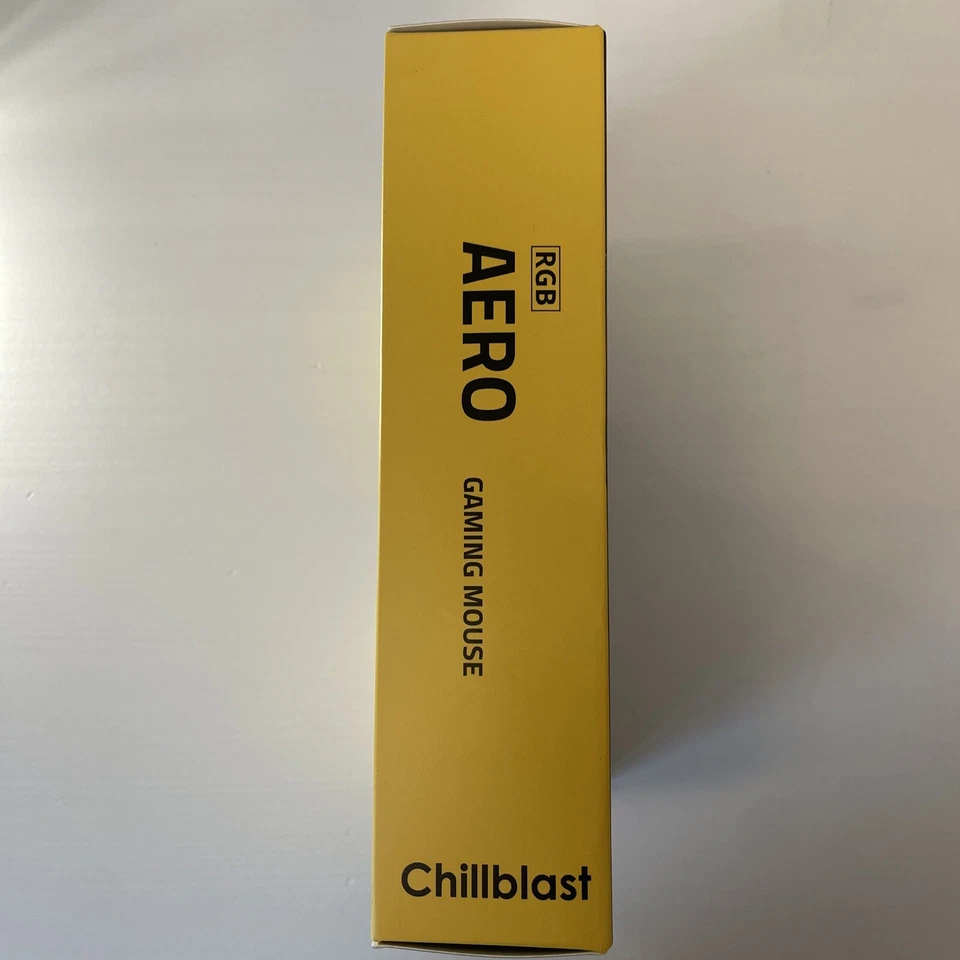 RGB
AERO
GAMING MOUSE
Chillblast